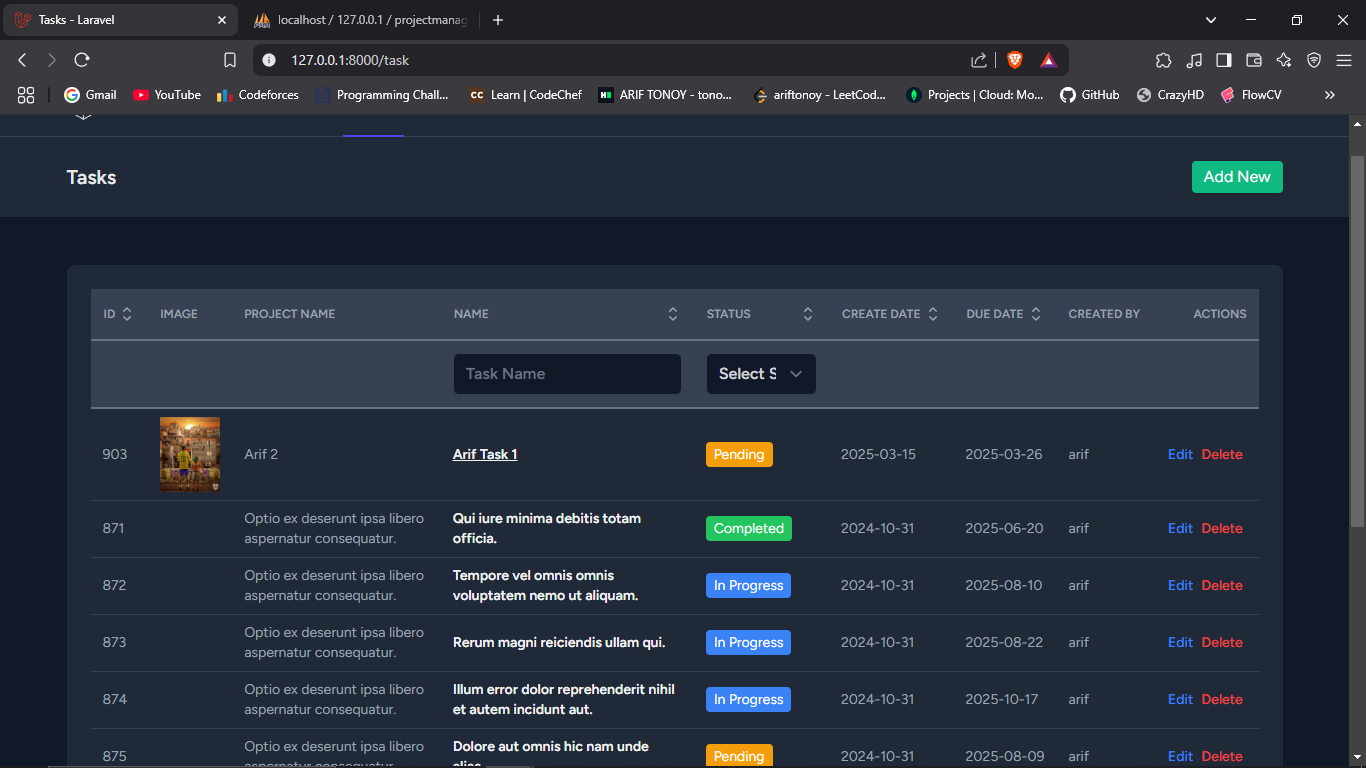 Tasks - Laravel
localhost / 127.0.0.1 / projectmanag
127.0.0.1:8000/task
Gmail YouTube Codeforces Programming Chall... Learn | CodeChef ARIF TONOY - tono... ariftonoy - LeetCod... Projects | Cloud: Mo... GitHub CrazyHD FlowCV
Tasks
Add New
ID IMAGE PROJECT NAME NAME STATUS CREATE DATE DUE DATE CREATED BY ACTIONS
Task Name
Select S
903 Arif 2 Arif Task 1 Pending 2025-03-15 2025-03-26 arif Edit Delete
871 Optio ex deserunt ipsa libero
aspernatur consequatur.
Qui iure minima debitis totam
officia.
Completed 2024-10-31 2025-06-20 arif Edit Delete
872 Optio ex deserunt ipsa libero
aspernatur consequatur.
Tempore vel omnis omnis
voluptatem nemo ut aliquam.
In Progress 2024-10-31 2025-08-10 arif Edit Delete
873 Optio ex deserunt ipsa libero
aspernatur consequatur.
Rerum magni reiciendis ullam qui.
In Progress 2024-10-31 2025-08-22 arif Edit Delete
874 Optio ex deserunt ipsa libero
aspernatur consequatur.
Illum error dolor reprehenderit nihil
et autem incidunt aut.
In Progress 2024-10-31 2025-10-17 arif Edit Delete
875 Optio ex deserunt ipsa libero
aspernatur consequatur.
Dolore aut omnis hic nam unde
Pending 2024-10-31 2025-08-09 arif Edit Delete